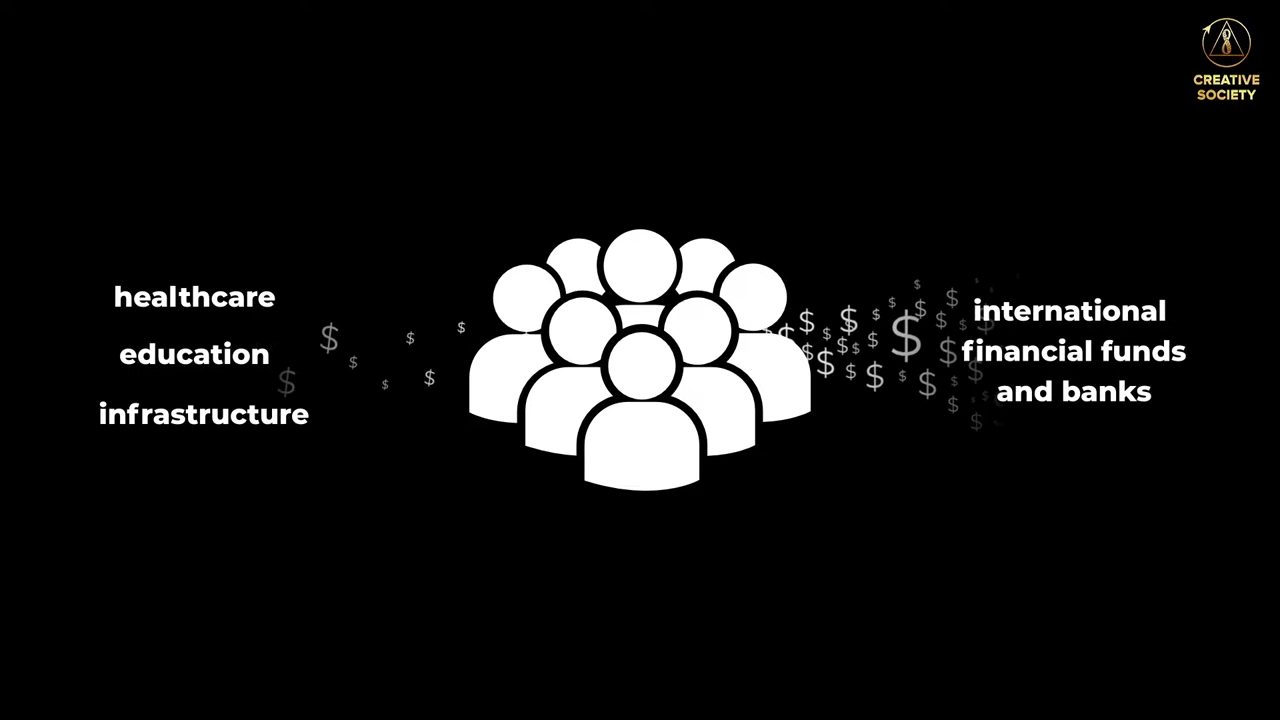 CREATIVE
SOCIETY
healthcare
education
infrastructure
international
financial funds
and banks